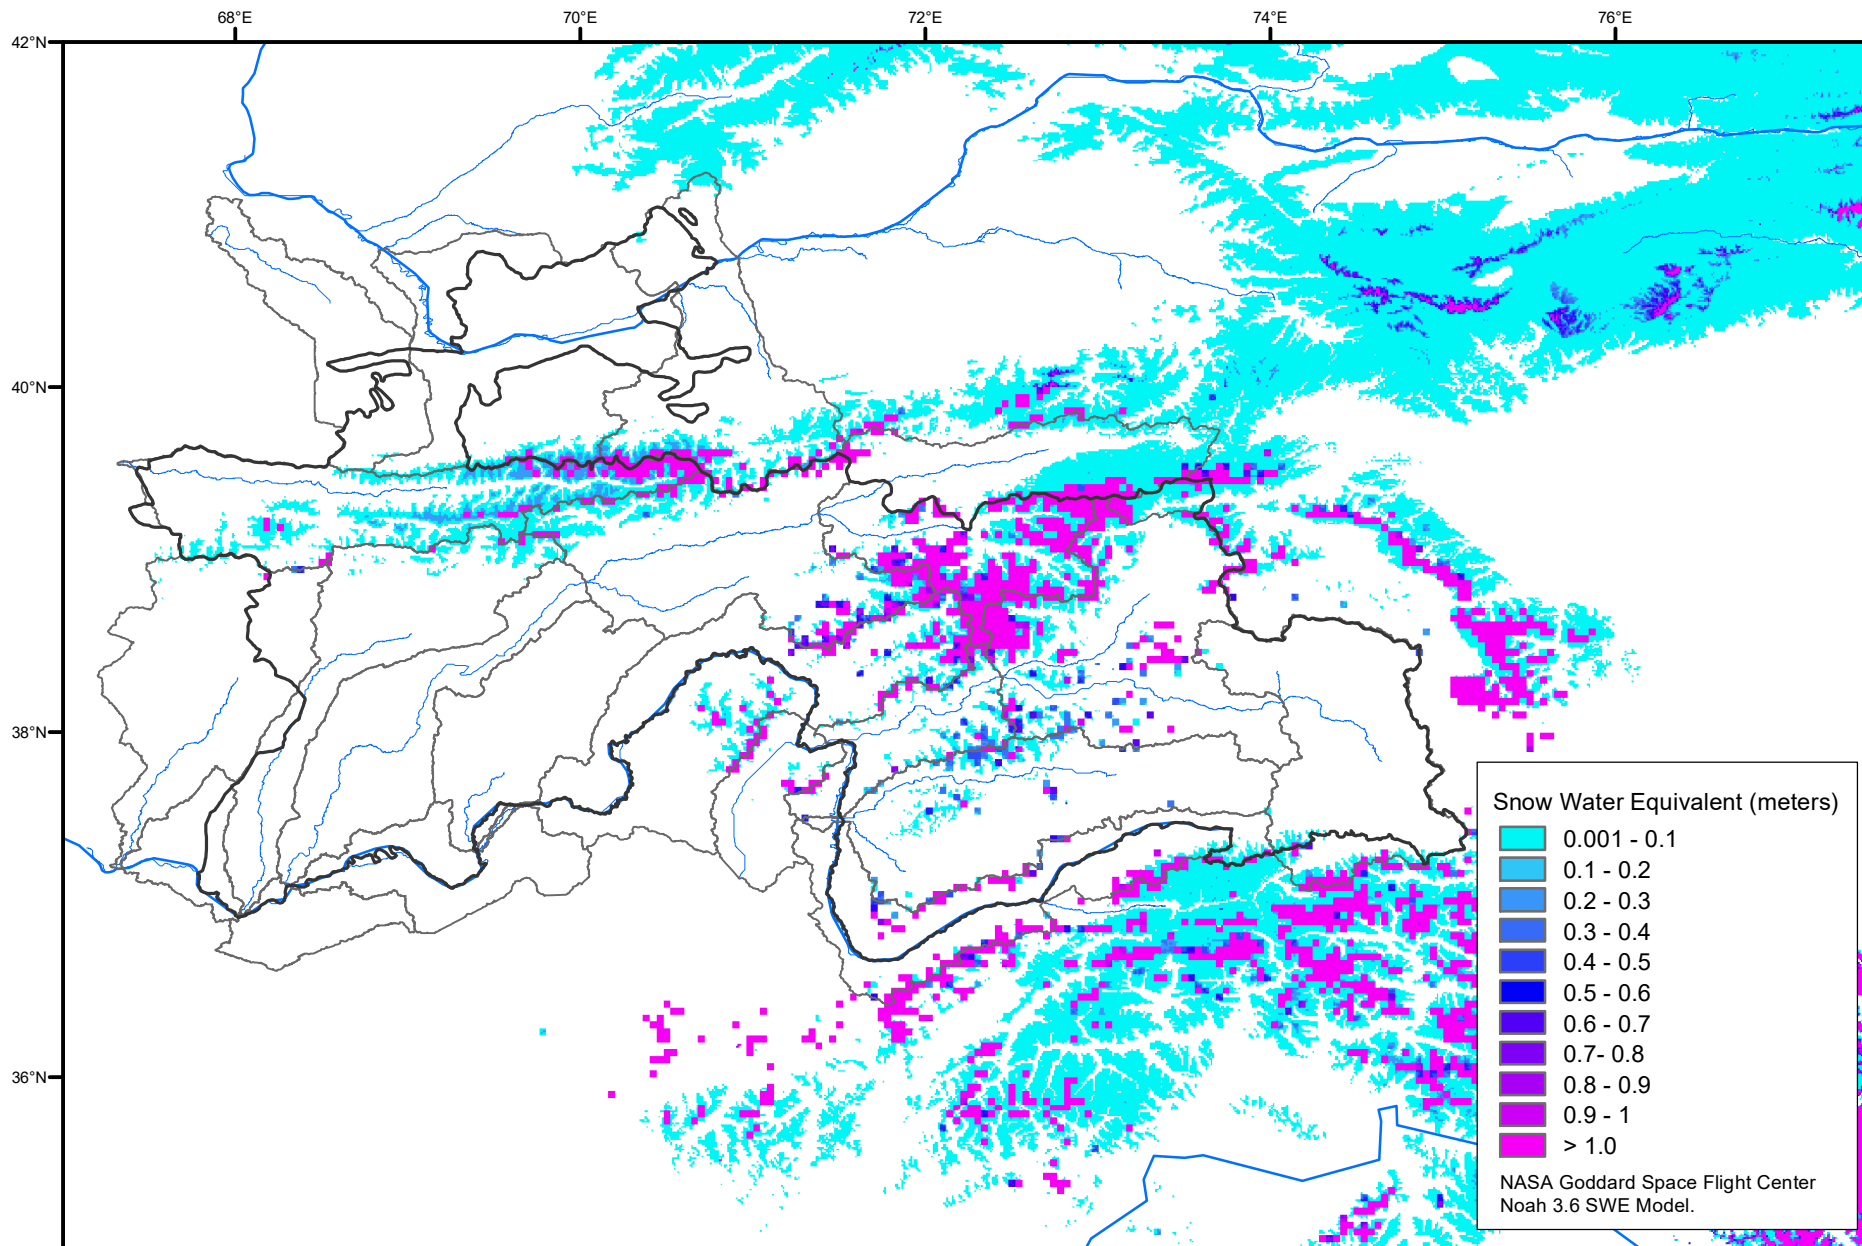 68°E
70°E
72°E
74°E
76°E
42°N
40°N
38°N
36°N
Snow Water Equivalent (meters)
0.001 - 0.1
0.1 - 0.2
0.2 - 0.3
0.3 - 0.4
0.4 - 0.5
0.5 - 0.6
0.6 - 0.7
0.7- 0.8
0.8 - 0.9
0.9 - 1
> 1.0
NASA Goddard Space Flight Center
Noah 3.6 SWE Model.